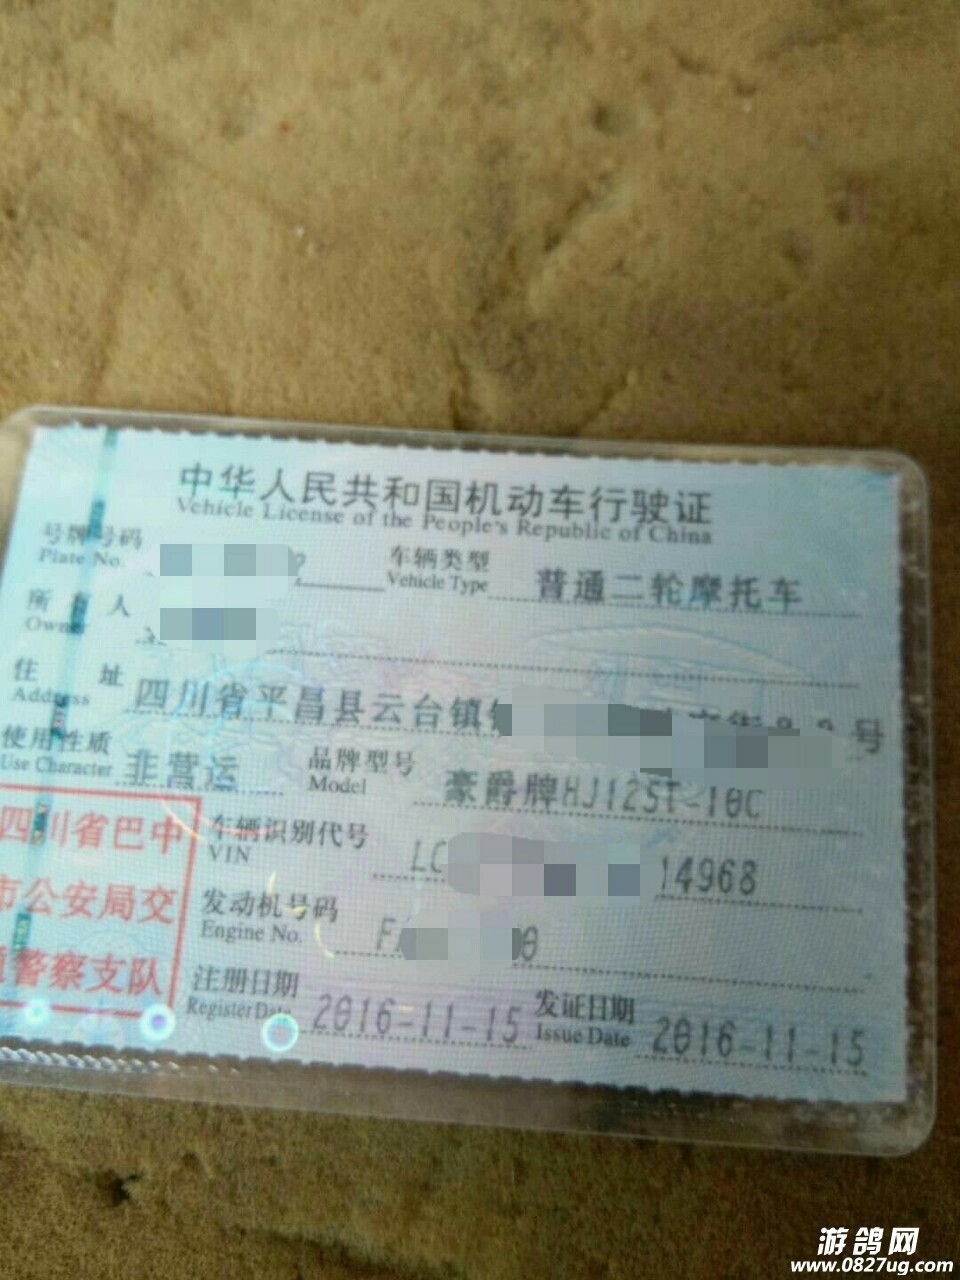 中华人民共和国机动车行驶证
Vehicle License of the People's Republic of China
号牌号码
Plate No.
车辆类型
Vehicle Type
普通二轮摩托车
所有人
Owner
住址
Address
四川省平昌县云台镇 号
使用性质
Use Character
非营运
品牌型号
Model
豪爵牌HJ125T-10C
四川省巴中
市公安局交
通警察支队
车辆识别代号
VIN
LC 14968
发动机号码
Engine No.
注册日期
Register Date
2016-11-15
发证日期
Issue Date
2016-11-15
游鸽网
www.0827ug.com